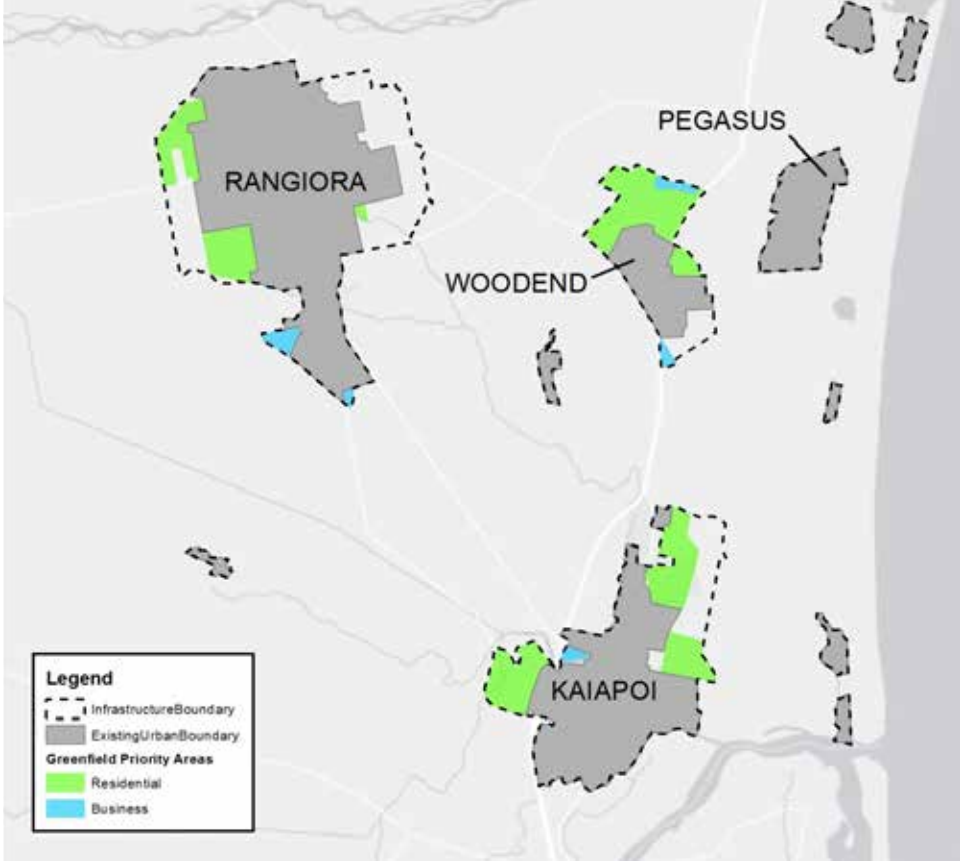 PEGASUS
RANGIORA
WOODEND
KAIAPOI
Legend
InfrastructureBoundary
ExistingUrbanBoundary
Greenfield Priority Areas
Residential
Business